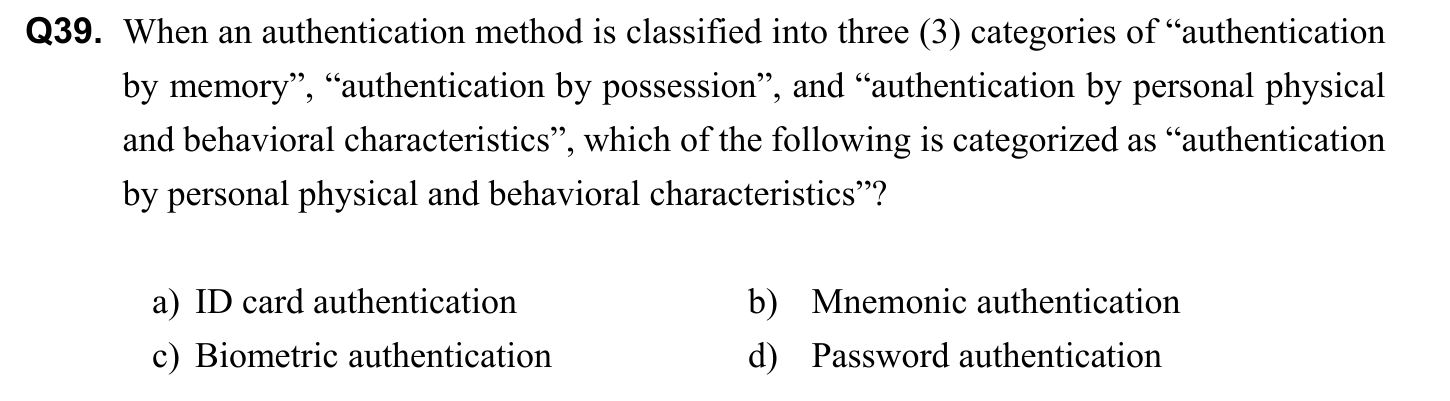 Q39. When an authentication method is classified into three (3) categories of “authentication
by memory”, “authentication by possession”, and “authentication by personal physical
and behavioral characteristics”, which of the following is categorized as “authentication
by personal physical and behavioral characteristics”?
a) ID card authentication b) Mnemonic authentication
c) Biometric authentication d) Password authentication